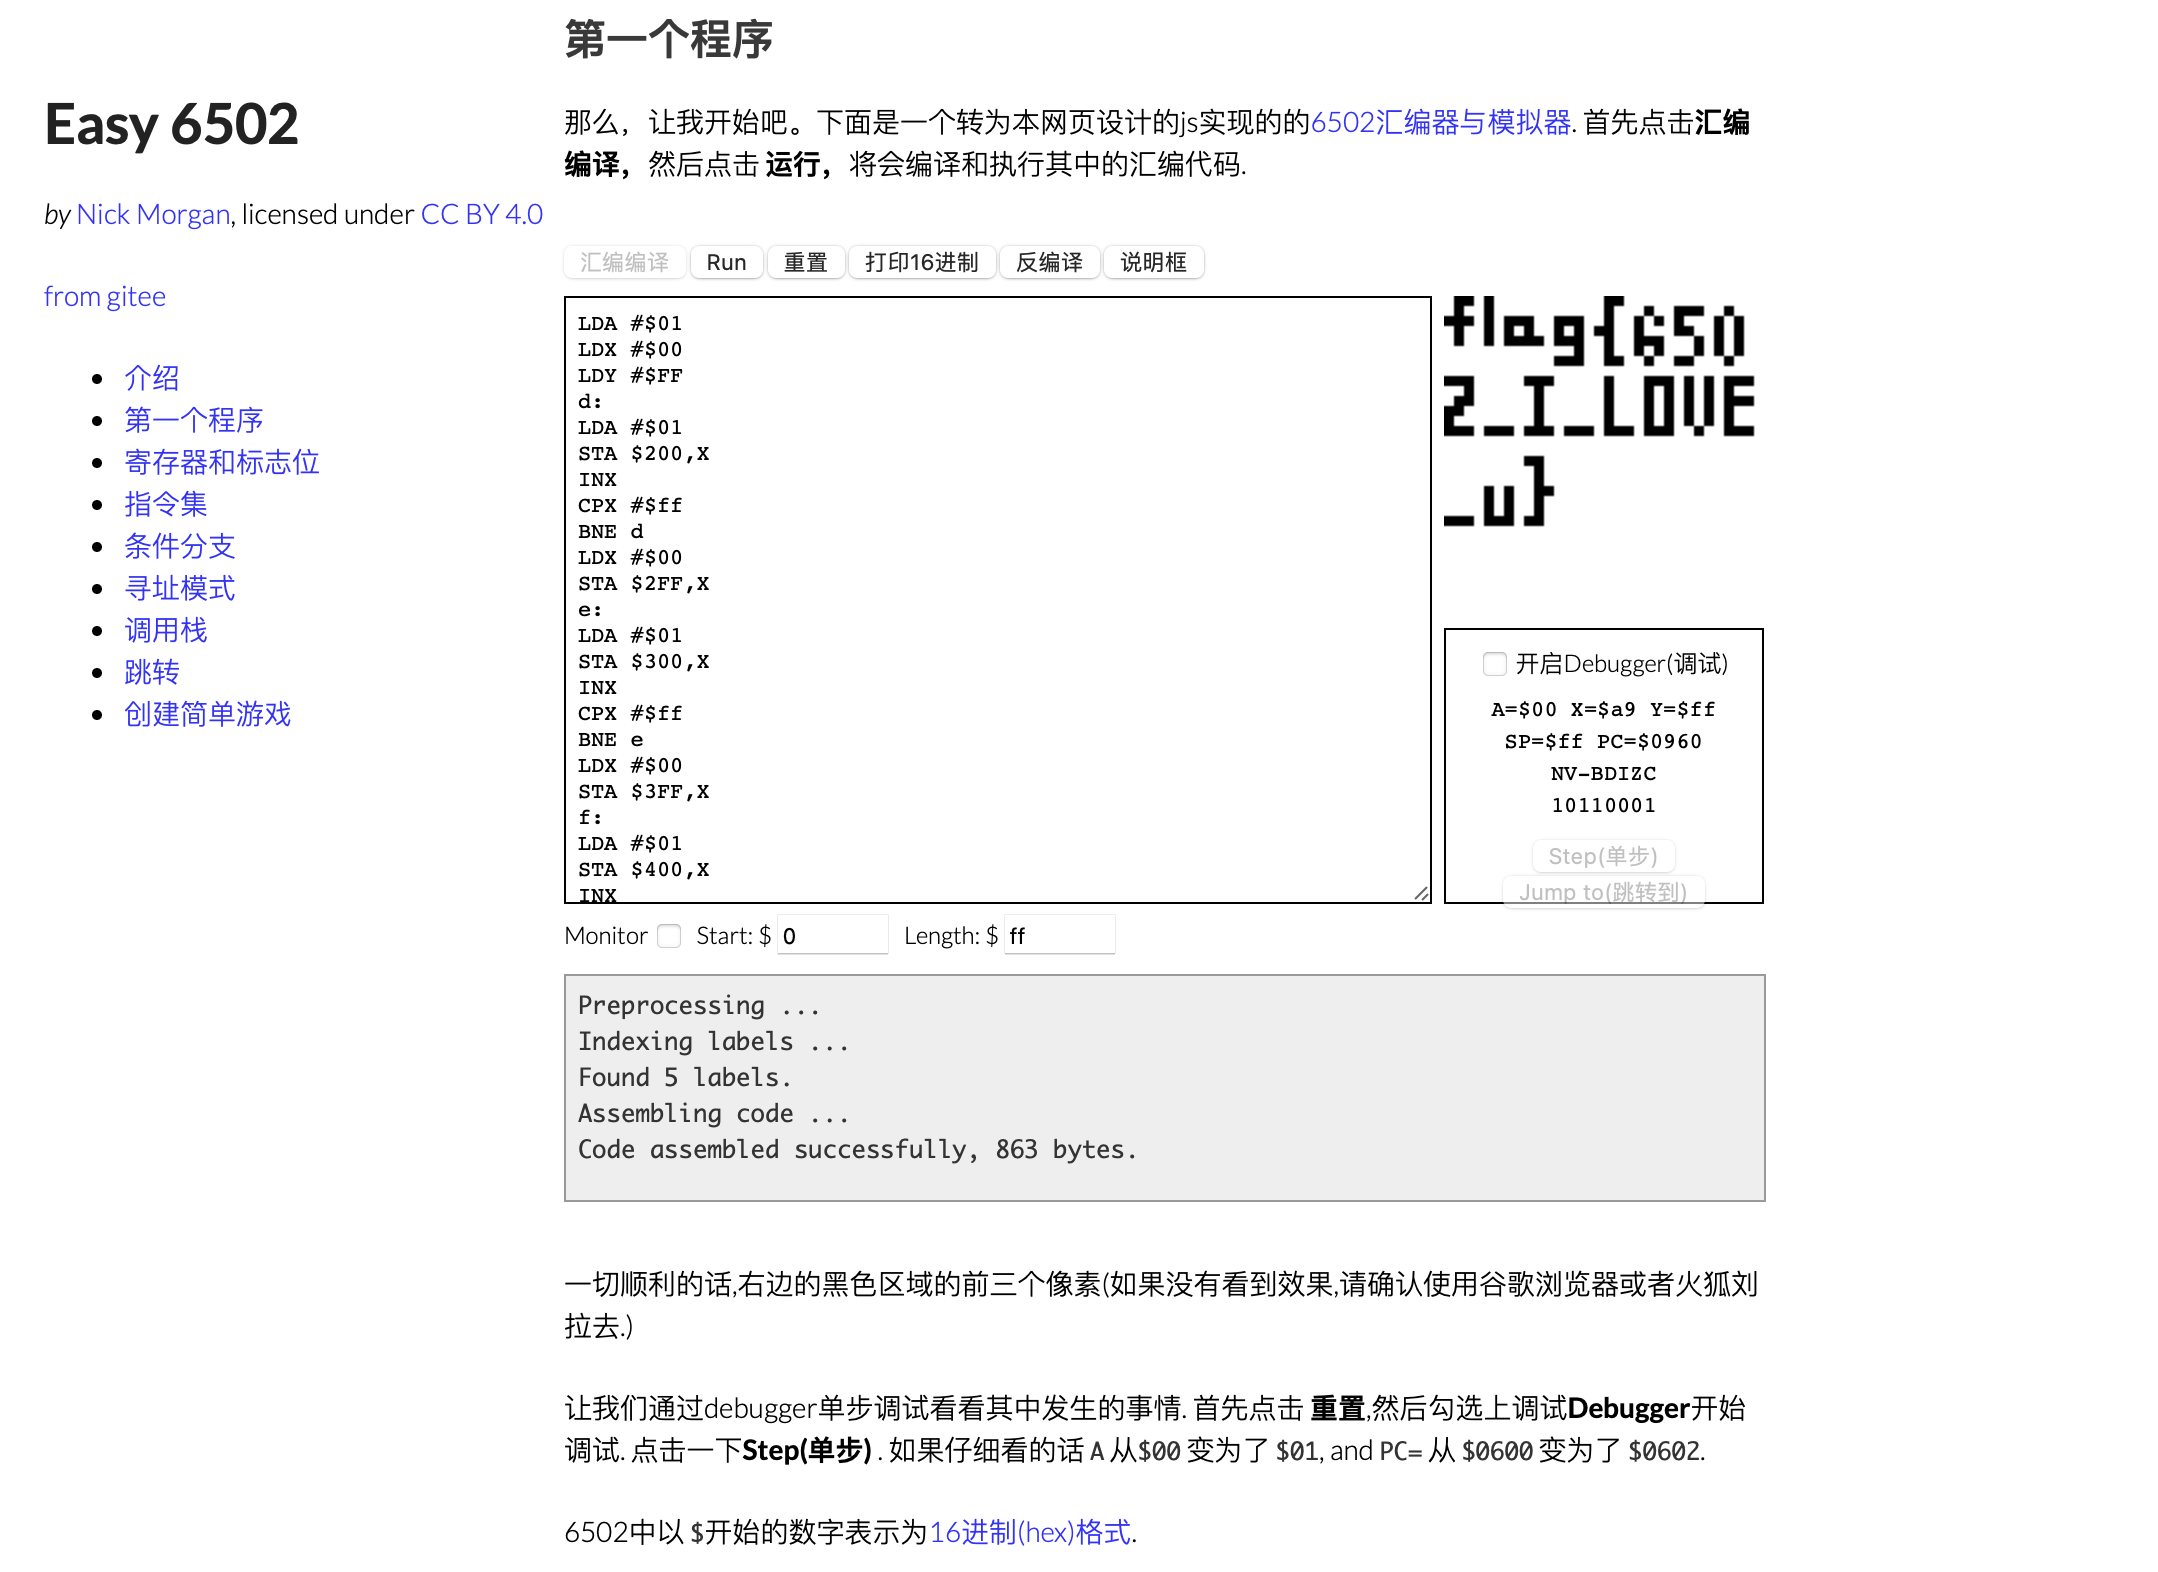 Easy 6502
by Nick Morgan, licensed under CC BY 4.0
from gitee
介绍
第一个程序
寄存器和标志位
指令集
条件分支
寻址模式
调用栈
跳转
创建简单游戏
第一个程序
那么，让我开始吧。下面是一个转为本网页设计的js实现的的6502汇编器与模拟器. 首先点击汇编
编译，然后点击 运行，将会编译和执行其中的汇编代码.
汇编编译 Run 重置 打印16进制 反编译 说明框
LDA #$01
LDX #$00
LDY #$FF
d:
LDA #$01
STA $200,X
INX
CPX #$ff
BNE d
LDX #$00
STA $2FF,X
e:
LDA #$01
STA $300,X
INX
CPX #$ff
BNE e
LDX #$00
STA $3FF,X
f:
LDA #$01
STA $400,X
INX
flag{650
2_I_LOVE
_u}
开启Debugger(调试)
A=$00 X=$a9 Y=$ff
SP=$ff PC=$0960
NV-BDIZC
10110001
Step(单步)
Jump to(跳转到)
Monitor Start: $ 0 Length: $ ff
Preprocessing ...
Indexing labels ...
Found 5 labels.
Assembling code ...
Code assembled successfully, 863 bytes.
一切顺利的话,右边的黑色区域的前三个像素(如果没有看到效果,请确认使用谷歌浏览器或者火狐刘
拉去.)
让我们通过debugger单步调试看看其中发生的事情. 首先点击 重置,然后勾选上调试Debugger开始
调试. 点击一下Step(单步) . 如果仔细看的话 A 从$00 变为了 $01, and PC= 从 $0600 变为了 $0602.
6502中以 $开始的数字表示为16进制(hex)格式.